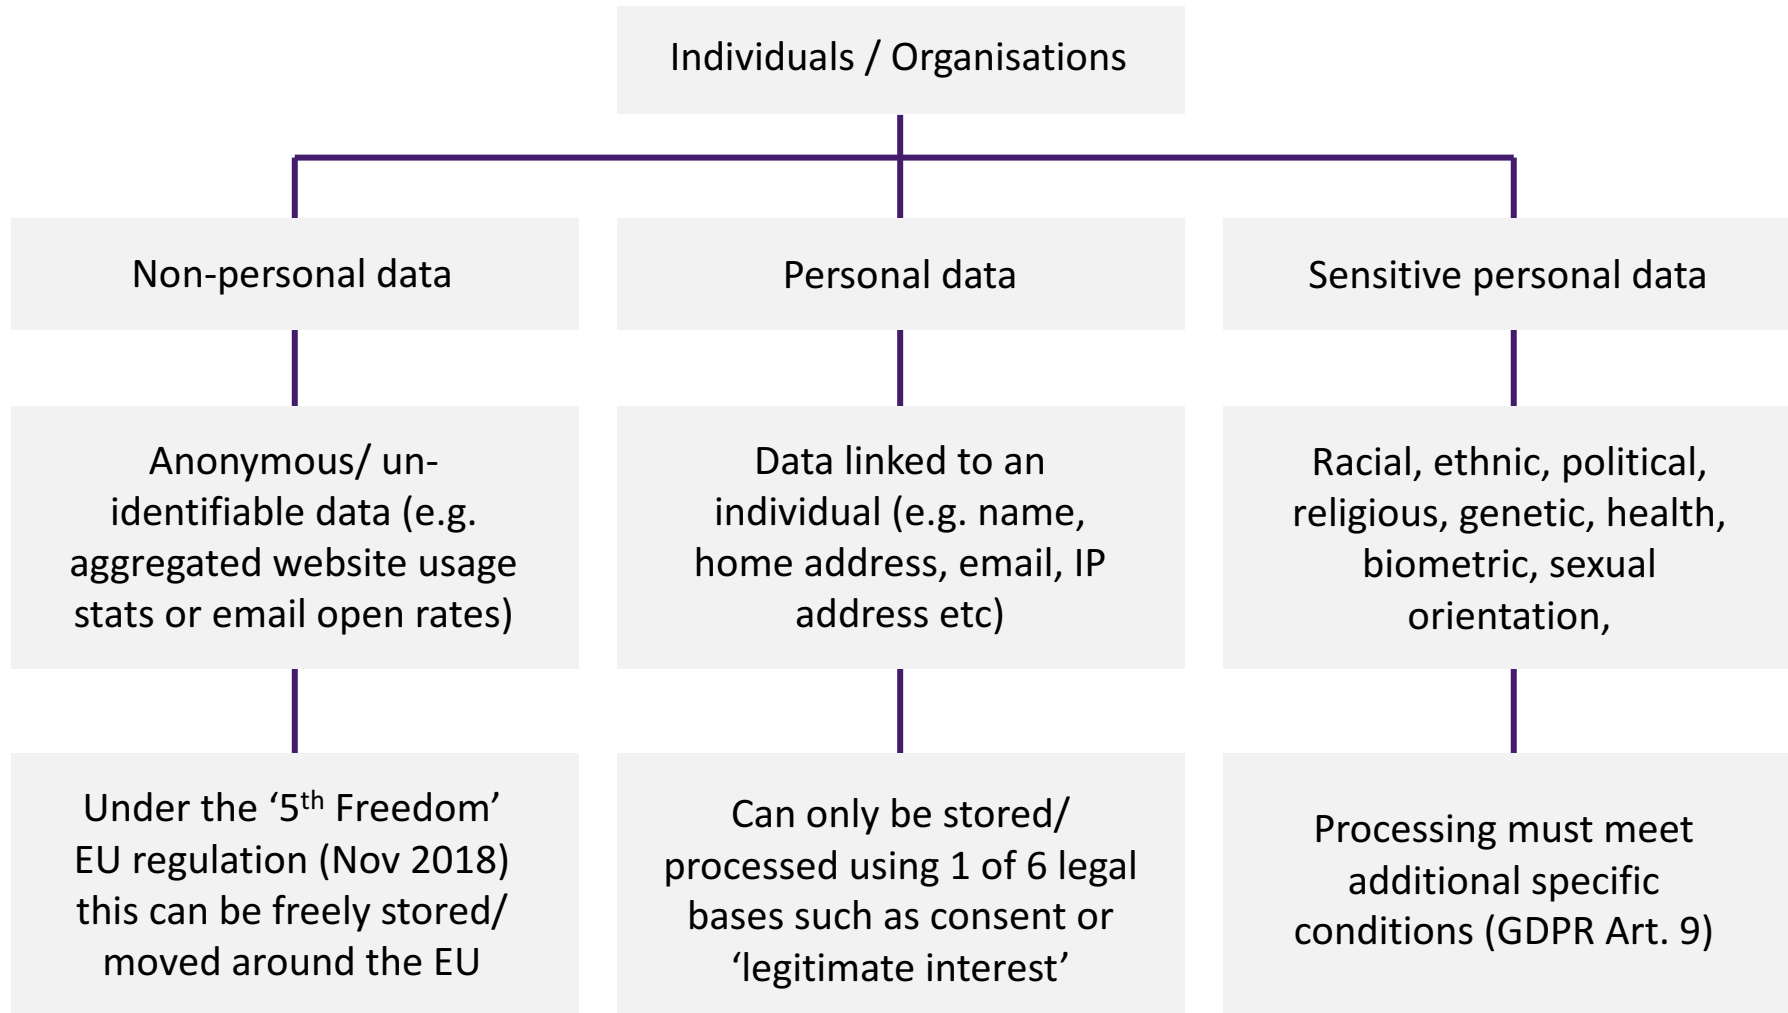 Individuals / Organisations
Non-personal data
Personal data
Sensitive personal data
Anonymous/ un-
identifiable data (e.g.
aggregated website usage
stats or email open rates)
Data linked to an
individual (e.g. name,
home address, email, IP
address etc)
Racial, ethnic, political,
religious, genetic, health,
biometric, sexual
orientation,
Under the ‘5th Freedom’
EU regulation (Nov 2018)
this can be freely stored/
moved around the EU
Can only be stored/
processed using 1 of 6 legal
bases such as consent or
‘legitimate interest’
Processing must meet
additional specific
conditions (GDPR Art. 9)